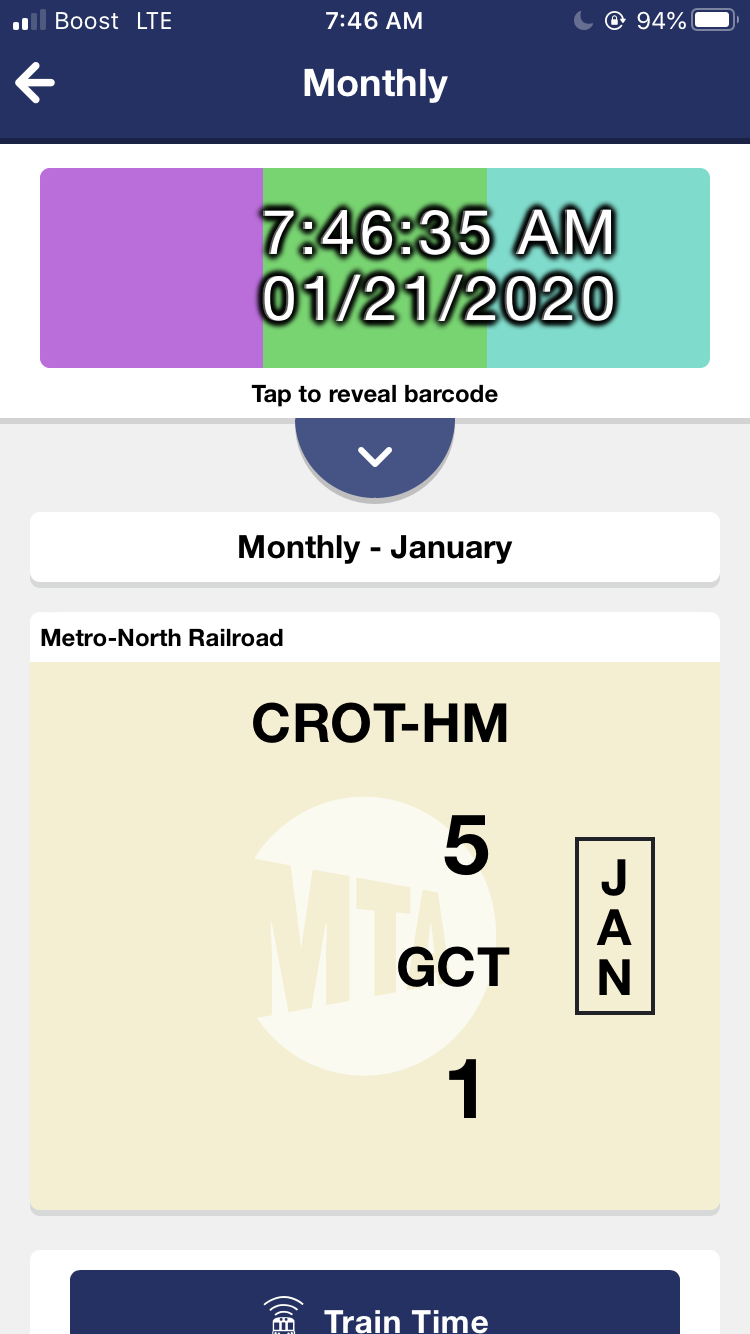 Boost LTE 7:46 AM 94%
Monthly
7:46:35 AM
01/21/2020
Tap to reveal barcode
Monthly - January
Metro-North Railroad
CROT-HM
5
MTA
GCT
1
J
A
N
Train Time